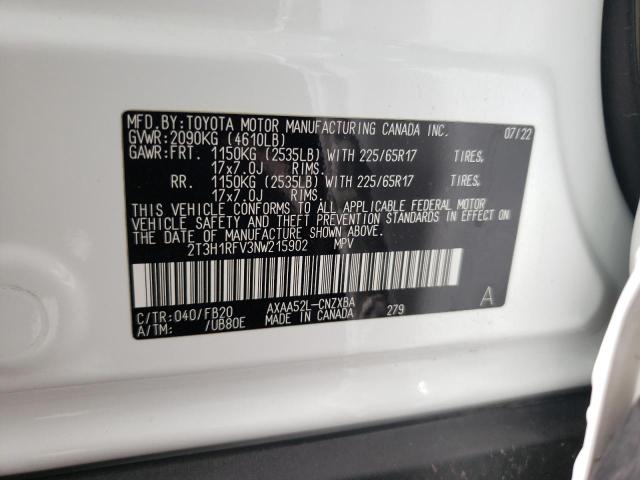 MFD.BY:TOYOTA MOTOR MANUFACTURING CANADA INC. 07/22
GVWR:2090KG (4610LB)
GAWR:FRT. 1150KG (2535LB) WITH 225/65R17 TIRES,
17x7.0J RIMS.
RR. 1150KG (2535LB) WITH 225/65R17 TIRES,
17x7.0J RIMS.
THIS VEHICLE CONFORMS TO ALL APPLICABLE FEDERAL MOTOR
VEHICLE SAFETY AND THEFT PREVENTION STANDARDS IN EFFECT ON
THE DATE OF MANUFACTURE SHOWN ABOVE.
2T3H1RFV3NW215902 MPV
C/TR:040/FB20 AXAA52L-CNZXBA A
A/TM: /UB80E MADE IN CANADA 279